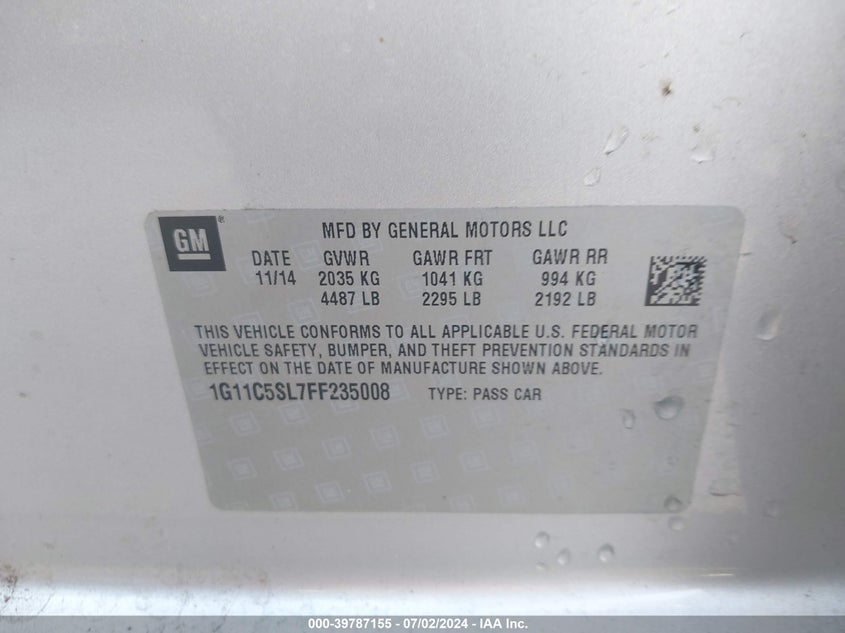 GM®
MFD BY GENERAL MOTORS LLC
DATE GVWR GAWR FRT GAWR RR
11/14 2035 KG 1041 KG 994 KG
4487 LB 2295 LB 2192 LB
THIS VEHICLE CONFORMS TO ALL APPLICABLE U.S. FEDERAL MOTOR
VEHICLE SAFETY, BUMPER, AND THEFT PREVENTION STANDARDS IN
EFFECT ON THE DATE OF MANUFACTURE SHOWN ABOVE.
1G11C5SL7FF235008 TYPE: PASS CAR
000-39787155 - 07/02/2024 - IAA Inc.